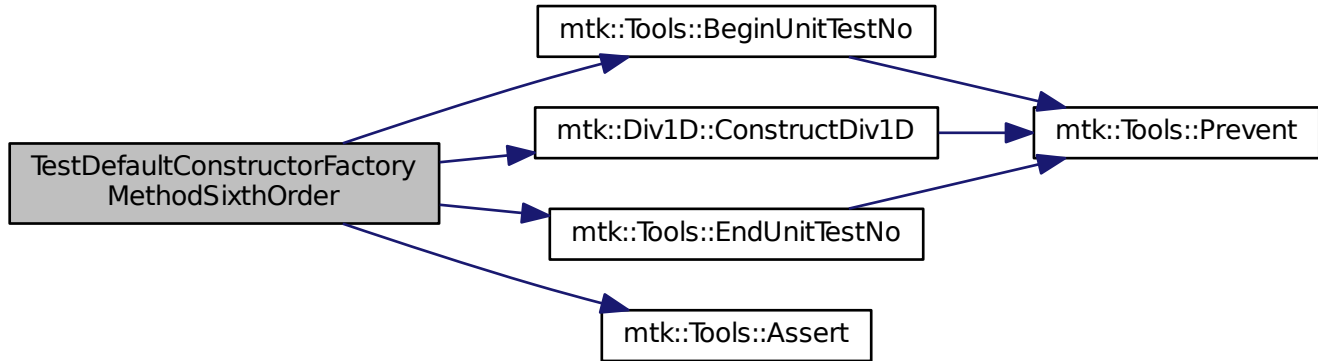 mtk::Tools::BeginUnitTestNo
mtk::Div1D::ConstructDiv1D
mtk::Tools::Prevent
TestDefaultConstructorFactory
MethodSixthOrder
mtk::Tools::EndUnitTestNo
mtk::Tools::Assert